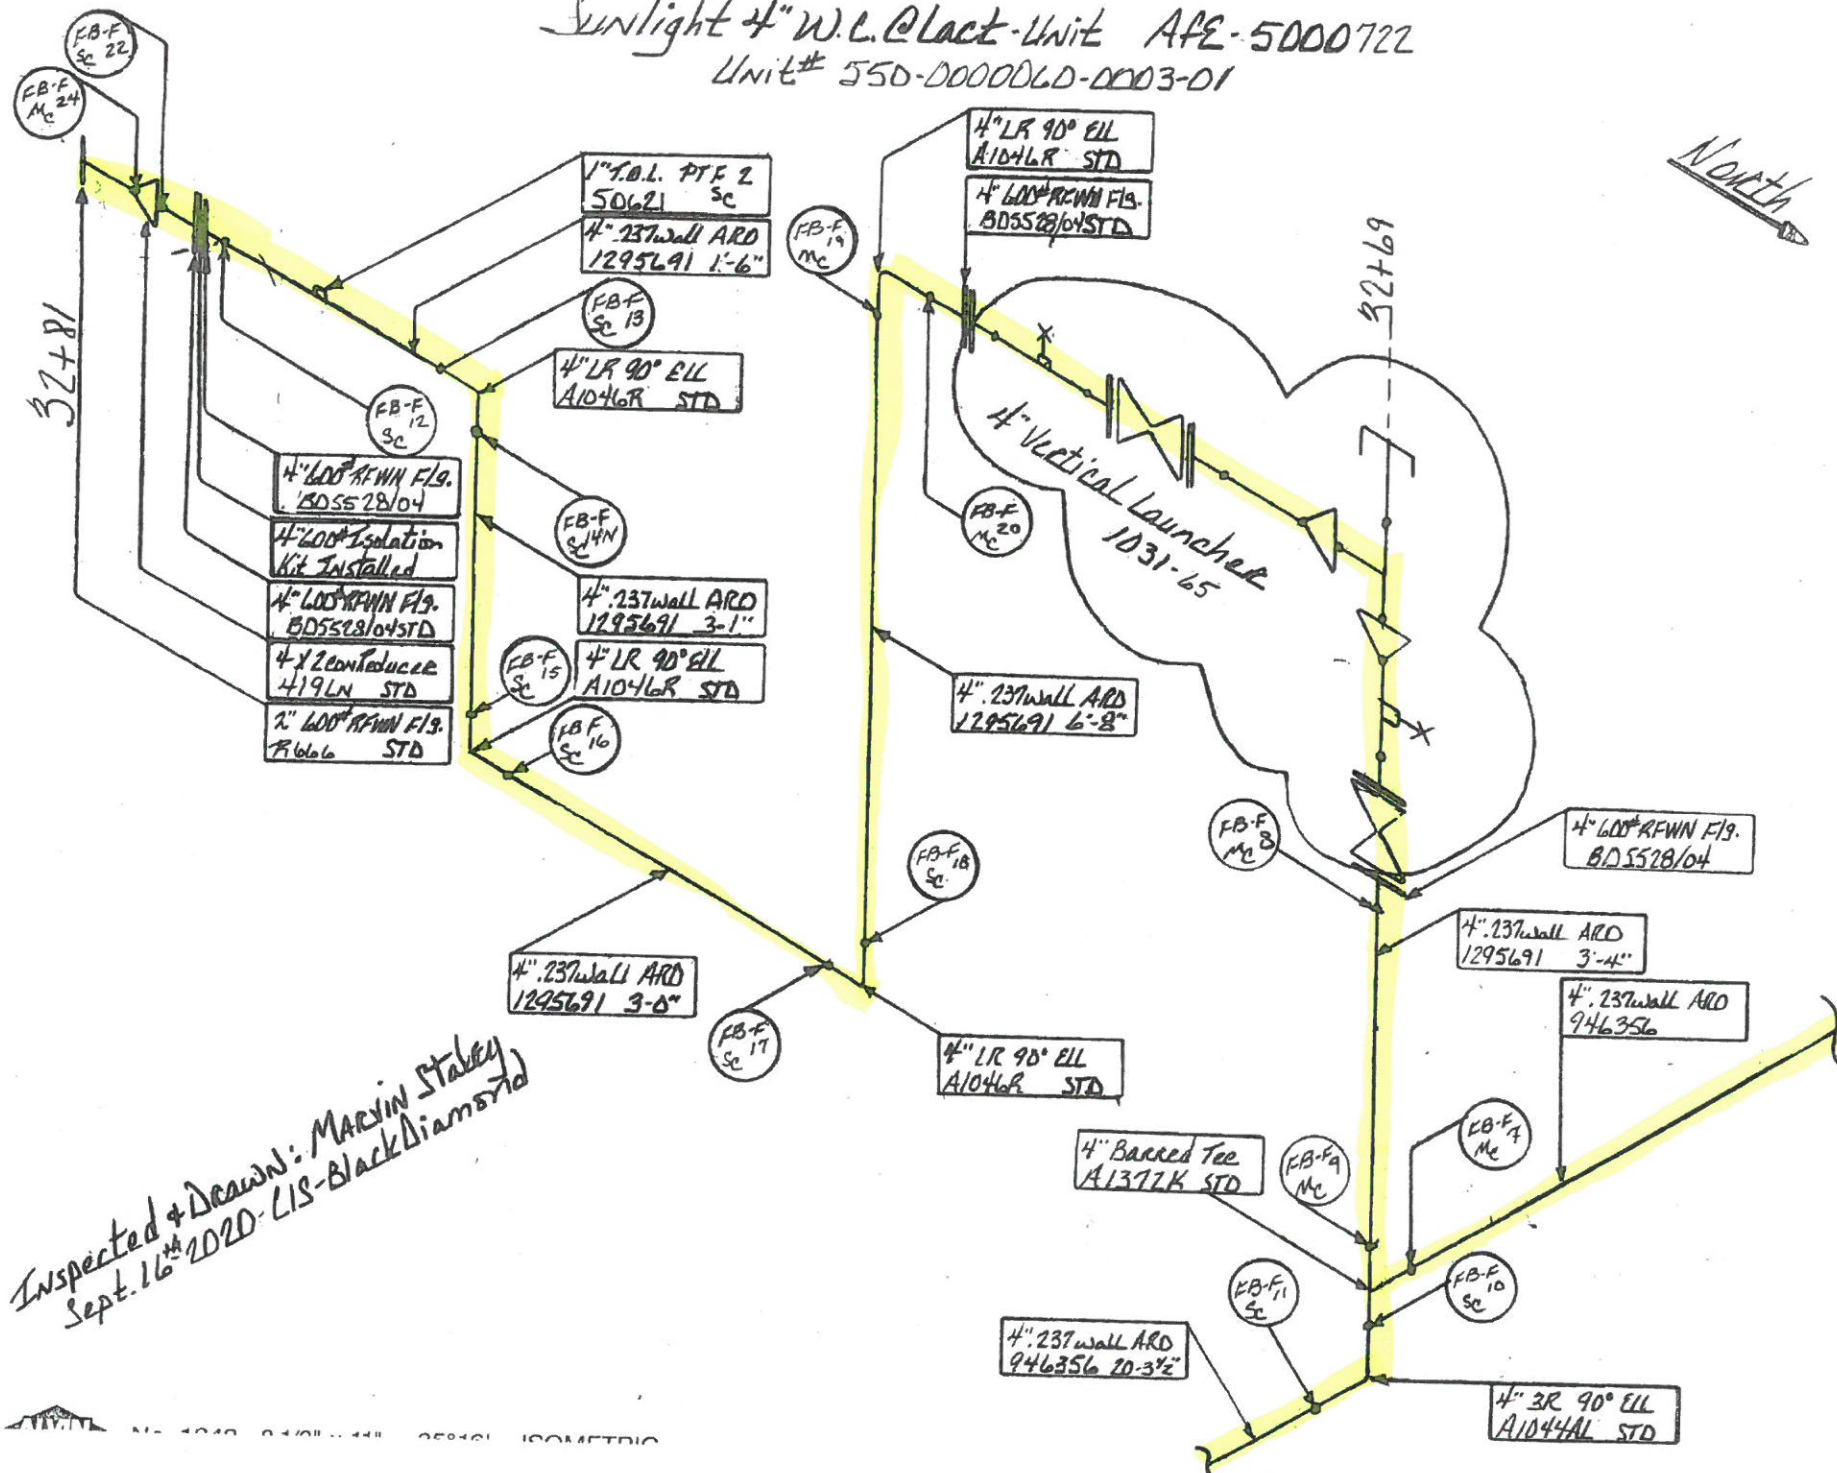 Sunlight 4" W.C. @ Lact-Unit AFE-5000722
Unit# 550-0000060-0003-01
North
FB-F
SC 22
FB-F
MC 24
32+81
1" T.O.L. PTF 2
50621 SC
4" .237wall ARO
1295691 1'-6"
FB-F
SC 13
4" LR 90° ELL
A1046R STD
FB-F
12
SC
4" 600# RFWN Flg.
BD5528/04
4" 600# Isolation
Kit Installed
4" 600# RFWN Flg.
BD5528/04STD
4 X 2 Con Reducer
419LN STD
2" 600# RFWN Flg.
R666 STD
FB-F
SC 14N
4" .237wall ARO
1295691 3-1"
FB-F
15
SC
4" LR 90° ELL
A1046R STD
FB-F
SC 16
4" .237wall ARO
1295691 3-0"
FB-F
SC 17
4" LR 90° ELL
A1046R STD
FB-F
18
SC
4" .237wall ARO
1295691 6'-8"
FB-F
19
MC
4" LR 90° ELL
A1046R STD
4" 600# RFWN Flg.
BD5528/04STD
FB-F
20
MC
4" Vertical Launcher
1031-65
32+69
FB-F
MC 8
4" 600# RFWN Flg.
BD5528/04
4" .237wall ARO
1295691 3'-4"
4" .237wall ARO
946356
FB-F
MC 7
4" Barred Tee
A1372K STD
FB-F 9
MC
FB-F
SC 10
FB-F
11
SC
4" .237wall ARO
946356 20-3½"
4" 3R 90° ELL
A1044AL STD
Inspected & Drawn: Marvin Staley
Sept. 16th 2020-LIS-Black Diamond
ISOMETRIC